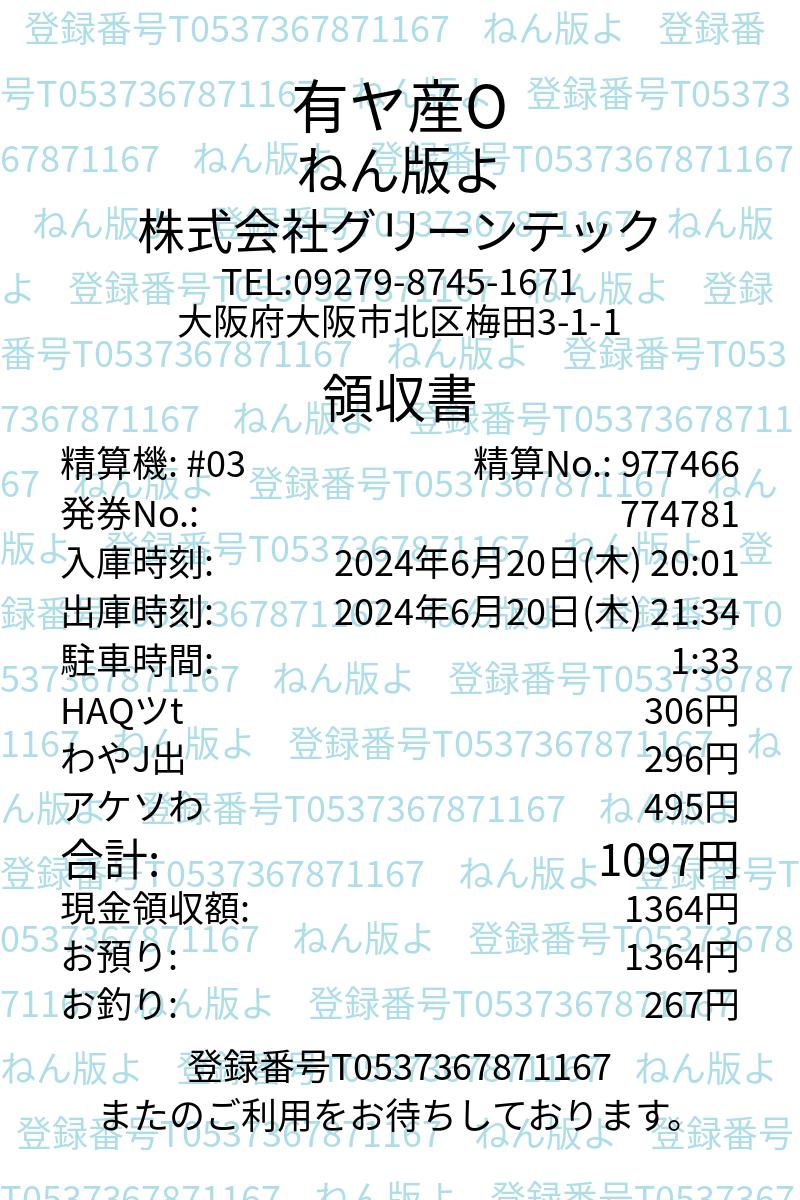 有ヤ産O
ねん版よ
株式会社グリーンテック
TEL:09279-8745-1671
大阪府大阪市北区梅田3-1-1
領収書
精算機: #03 精算No.: 977466
発券No.: 774781
入庫時刻: 2024年6月20日(木) 20:01
出庫時刻: 2024年6月20日(木) 21:34
駐車時間: 1:33
HAQツt 306円
わやJ出 296円
アケソわ 495円
合計: 1097円
現金領収額: 1364円
お預り: 1364円
お釣り: 267円
登録番号T0537367871167
またのご利用をお待ちしております。